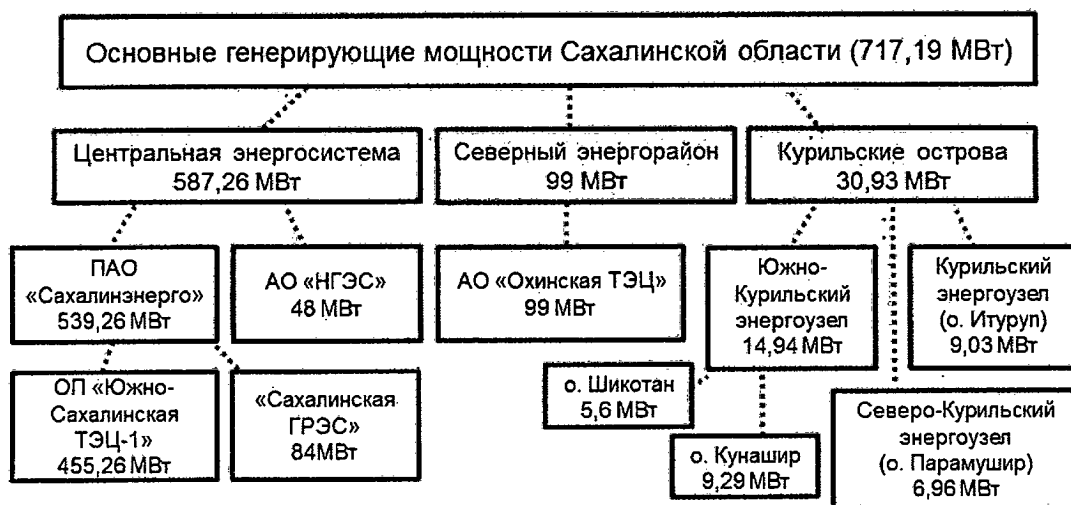 Основные генерирующие мощности Сахалинской области (717,19 МВт)
Центральная энергосистема
587,26 МВт
Северный энергорайон
99 МВт
Курильские острова
30,93 МВт
ПАО
«Сахалинэнерго»
539,26 МВт
АО «НГЭС»
48 МВт
АО «Охинская ТЭЦ»
99 МВт
Южно-
Курильский
энергоузел
14,94 МВт
Курильский
энергоузел
(о. Итуруп)
9,03 МВт
ОП «Южно-
Сахалинская
ТЭЦ-1»
455,26 МВт
«Сахалинская
ГРЭС»
84МВт
о. Шикотан
5,6 МВт
о. Кунашир
9,29 МВт
Северо-Курильский
энергоузел
(о. Парамушир)
6,96 МВт